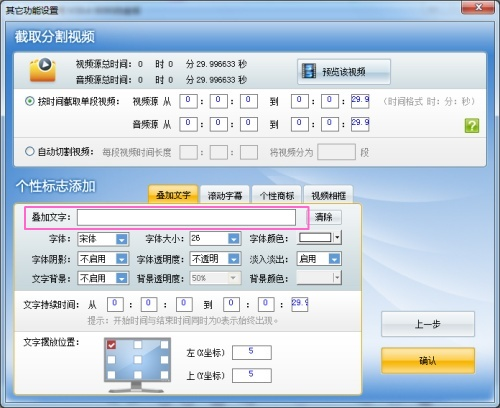 其它功能设置
截取分割视频
视频源总时间: 0 时 0 分 29.996633 秒
音频源总时间: 0 时 0 分 29.996633 秒
预览该视频
按时间截取单段视频: 视频源 从 0 : 0 : 0 到 0 : 0 : 29.9 (时间格式 时: 分: 秒)
音频源 从 0 : 0 : 0 到 0 : 0 : 29.9
自动切割视频: 每段视频时间长度 : : 将视频分为 段
个性标志添加
叠加文字 滚动字幕 个性商标 视频相框
叠加文字: 清除
字体: 宋体 字体大小: 26 字体颜色:
字体阴影: 不启用 字体透明度: 不透明 淡入淡出: 启用
文字背景: 不启用 背景透明度: 50% 背景颜色:
文字持续时间: 从 0 : 0 : 0 到 0 : 0 : 29.9
提示: 开始时间与结束时间同时为0表示始终出现。
文字摆放位置:
左(X坐标) 5
上(Y坐标) 5
上一步
确认